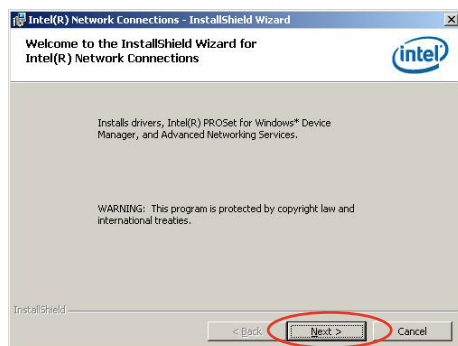 Intel(R) Network Connections - InstallShield Wizard
Welcome to the InstallShield Wizard for
Intel(R) Network Connections
intel
Installs drivers, Intel(R) PROSet for Windows* Device
Manager, and Advanced Networking Services.
WARNING: This program is protected by copyright law and
international treaties.
InstallShield
< Back Next > Cancel